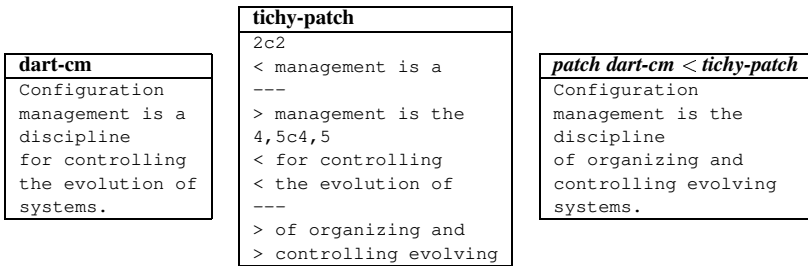 dart-cm
Configuration
management is a
discipline
for controlling
the evolution of
systems.
tichy-patch
2c2
< management is a
---
> management is the
4,5c4,5
< for controlling
< the evolution of
---
> of organizing and
> controlling evolving
patch dart-cm < tichy-patch
Configuration
management is the
discipline
of organizing and
controlling evolving
systems.